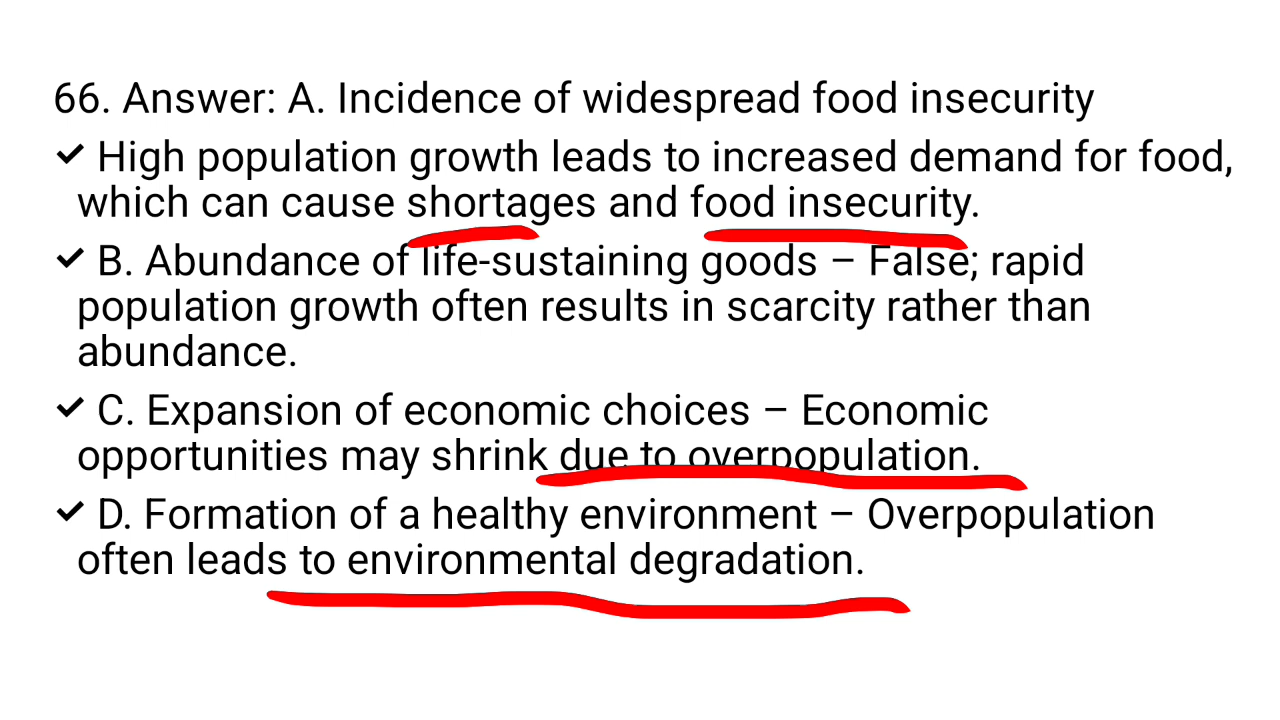 66. Answer: A. Incidence of widespread food insecurity
✓ High population growth leads to increased demand for food,
which can cause shortages and food insecurity.
✓ B. Abundance of life-sustaining goods – False; rapid
population growth often results in scarcity rather than
abundance.
✓ C. Expansion of economic choices – Economic
opportunities may shrink due to overpopulation.
✓ D. Formation of a healthy environment – Overpopulation
often leads to environmental degradation.